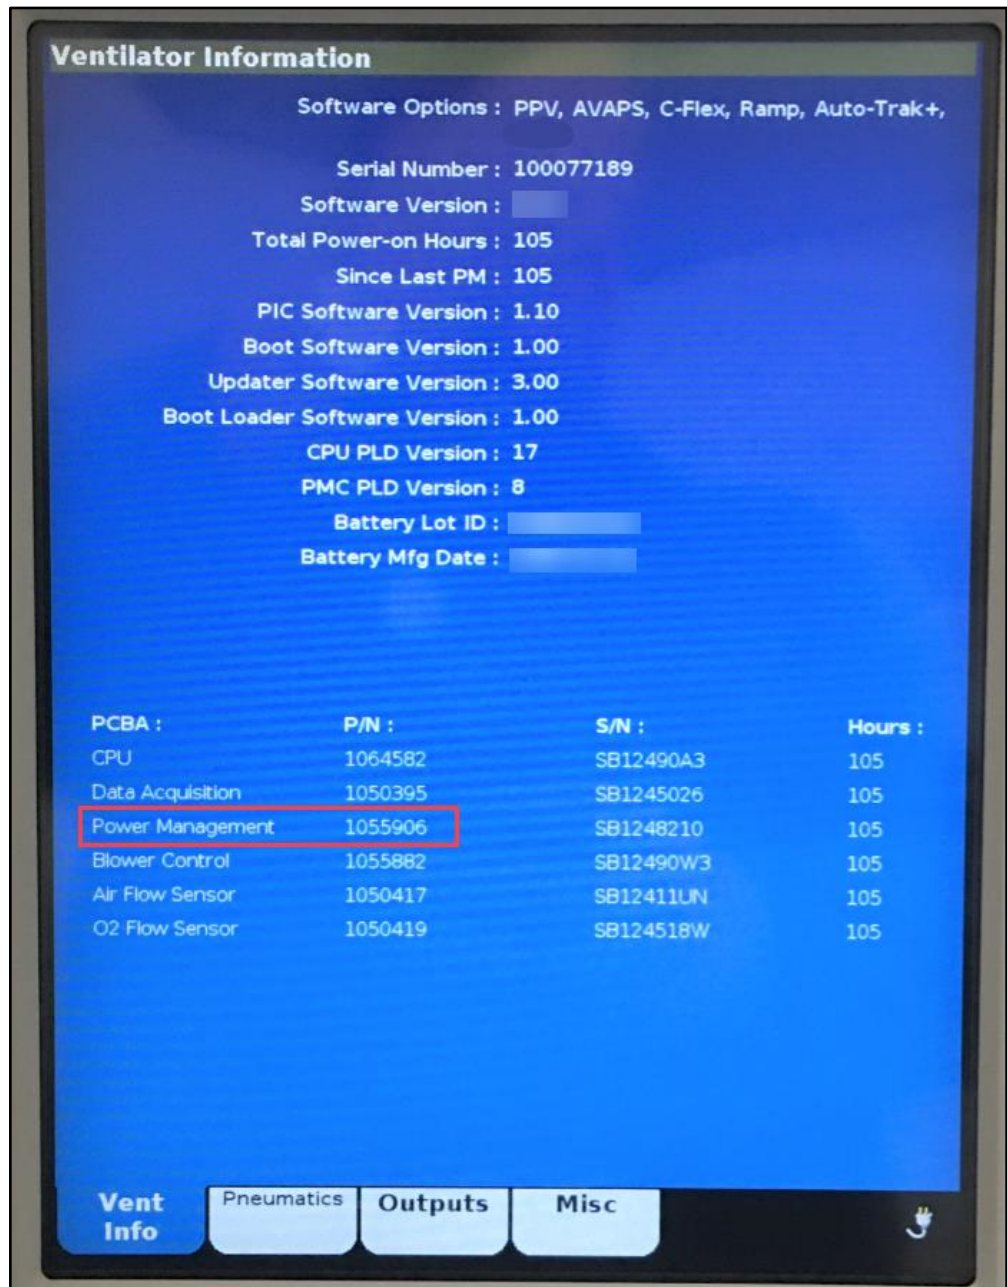 Ventilator Information
Software Options : PPV, AVAPS, C-Flex, Ramp, Auto-Trak+,
Serial Number : 100077189
Software Version :
Total Power-on Hours : 105
Since Last PM : 105
PIC Software Version : 1.10
Boot Software Version : 1.00
Updater Software Version : 3.00
Boot Loader Software Version : 1.00
CPU PLD Version : 17
PMC PLD Version : 8
Battery Lot ID :
Battery Mfg Date :
PCBA : P/N : S/N : Hours :
CPU 1064582 SB12490A3 105
Data Acquisition 1050395 SB1245026 105
Power Management 1055906 SB1248210 105
Blower Control 1055882 SB12490W3 105
Air Flow Sensor 1050417 SB12411UN 105
O2 Flow Sensor 1050419 SB124518W 105
Vent Info Pneumatics Outputs Misc